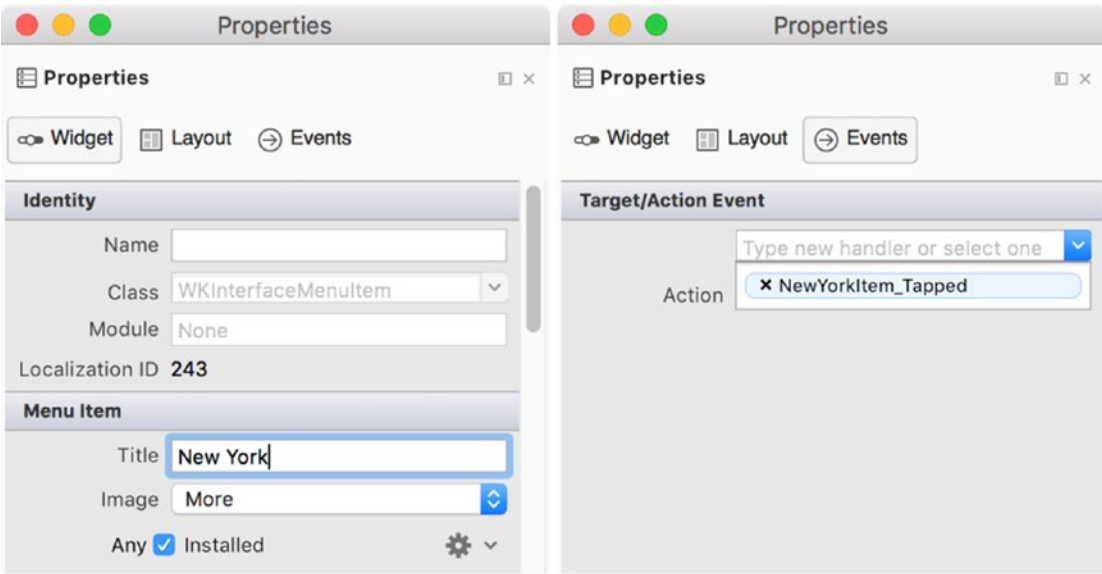 Properties
Properties
Widget Layout Events
Identity
Name
Class WKInterfaceMenuItem
Module None
Localization ID 243
Menu Item
Title New York
Image More
Any Installed
Properties
Properties
Widget Layout Events
Target/Action Event
Type new handler or select one
Action × NewYorkItem_Tapped